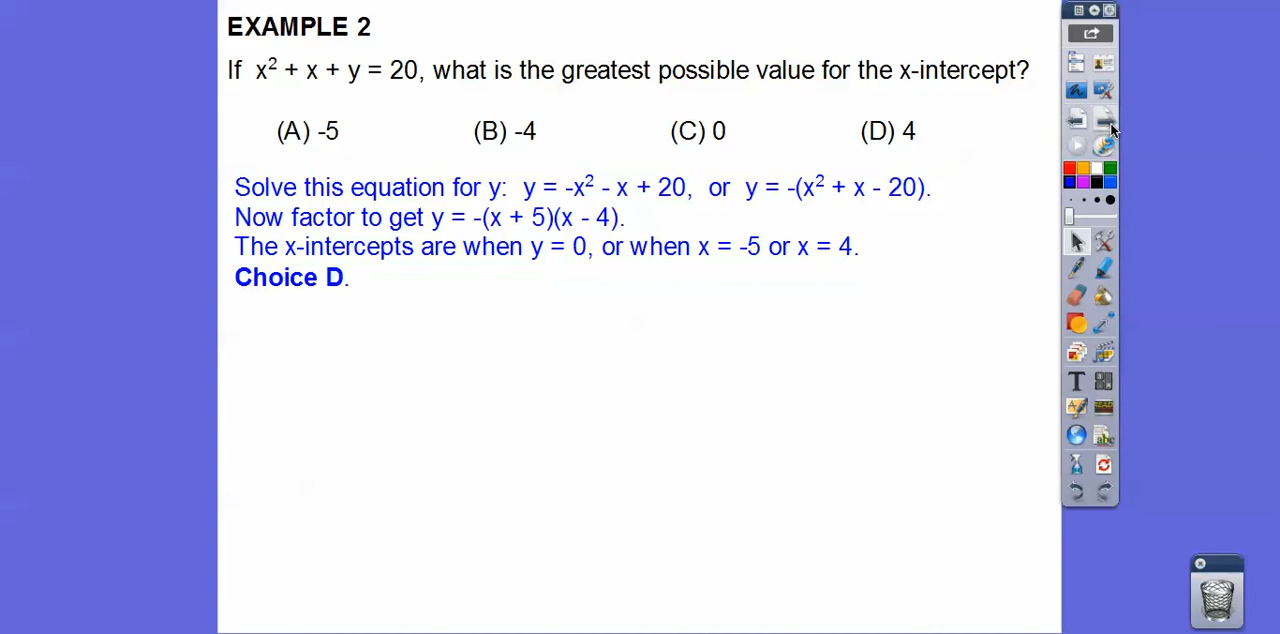 EXAMPLE 2
If x² + x + y = 20, what is the greatest possible value for the x-intercept?
(A) -5 (B) -4 (C) 0 (D) 4
Solve this equation for y: y = -x² - x + 20, or y = -(x² + x - 20).
Now factor to get y = -(x + 5)(x - 4).
The x-intercepts are when y = 0, or when x = -5 or x = 4.
Choice D.